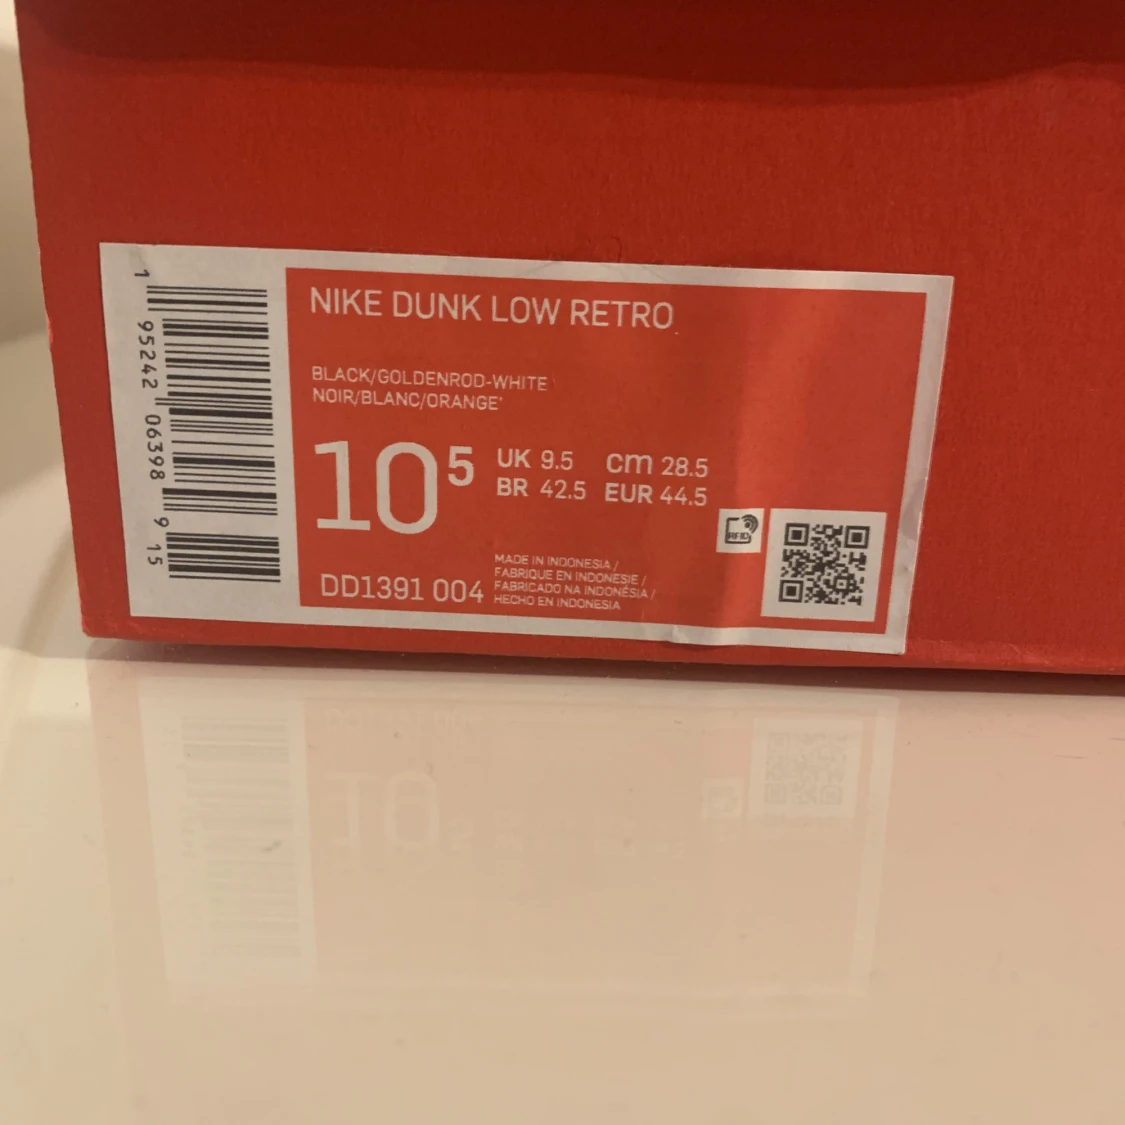 1 95242 06398 9 15
NIKE DUNK LOW RETRO
BLACK/GOLDENROD-WHITE
NOIR/BLANC/ORANGE
10 5
UK 9.5 cm 28.5
BR 42.5 EUR 44.5
RFID
DD1391 004
MADE IN INDONESIA /
FABRIQUE EN INDONESIE /
FABRICADO NA INDONÉSIA /
HECHO EN INDONESIA